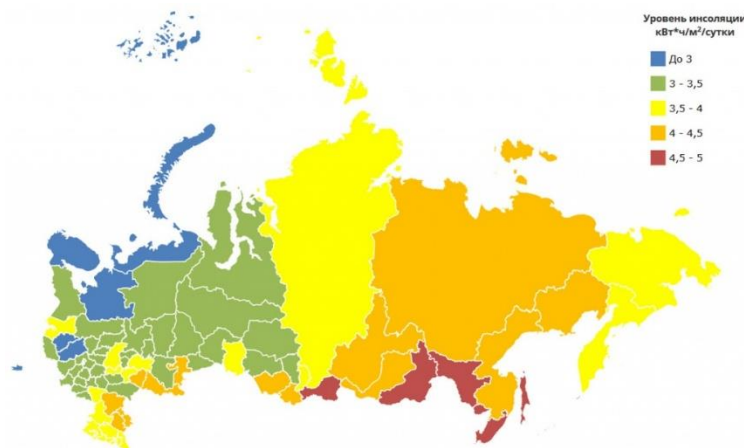 Уровень инсоляции
кВт*ч/м²/сутки
До 3
3 - 3,5
3,5 - 4
4 - 4,5
4,5 - 5